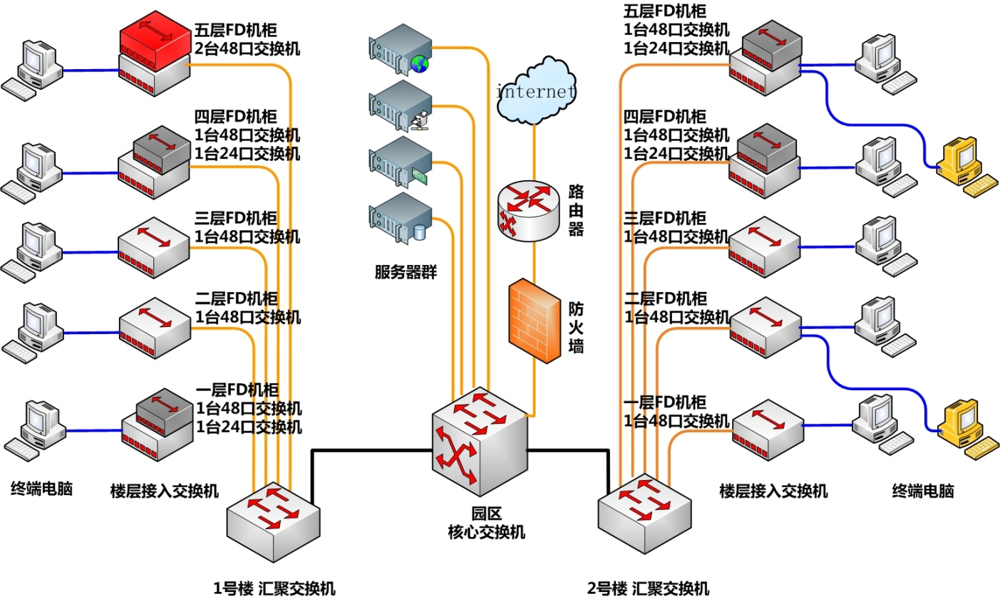 五层FD机柜
2台48口交换机
四层FD机柜
1台48口交换机
1台24口交换机
三层FD机柜
1台48口交换机
二层FD机柜
1台48口交换机
一层FD机柜
1台48口交换机
1台24口交换机
终端电脑
楼层接入交换机
1号楼 汇聚交换机
服务器群
internet
路由器
防火墙
园区
核心交换机
五层FD机柜
1台48口交换机
1台24口交换机
四层FD机柜
1台48口交换机
1台24口交换机
三层FD机柜
1台48口交换机
二层FD机柜
1台48口交换机
一层FD机柜
1台48口交换机
楼层接入交换机
终端电脑
2号楼 汇聚交换机